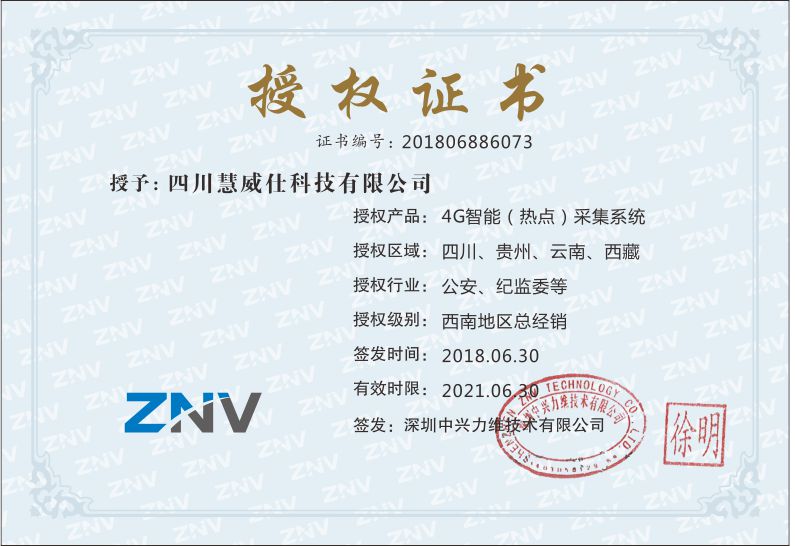 授权证书
证书编号：201806886073
授予：四川慧威仕科技有限公司
授权产品：4G智能（热点）采集系统
授权区域：四川、贵州、云南、西藏
授权行业：公安、纪监委等
授权级别：西南地区总经销
签发时间：2018.06.30
有效时限：2021.06.30
签发：深圳中兴力维技术有限公司
ZNV
SHENZHEN ZNV TECHNOLOGY CO., LTD.
深圳中兴力维技术有限公司
徐明